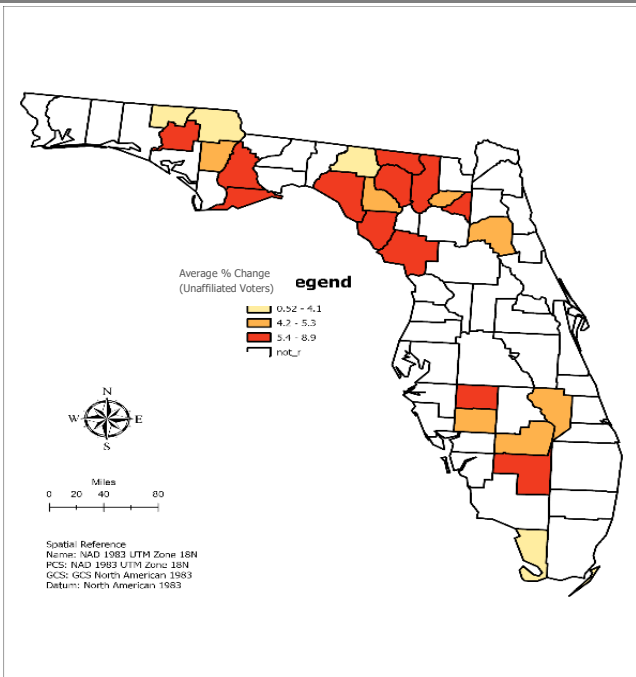 Average % Change
(Unaffiliated Voters)
egend
0.52 - 4.1
4.2 - 5.3
5.4 - 8.9
not_r
N
W E
S
Miles
0 20 40 80
Spatial Reference
Name: NAD 1983 UTM Zone 18N
PCS: NAD 1983 UTM Zone 18N
GCS: GCS North American 1983
Datum: North American 1983